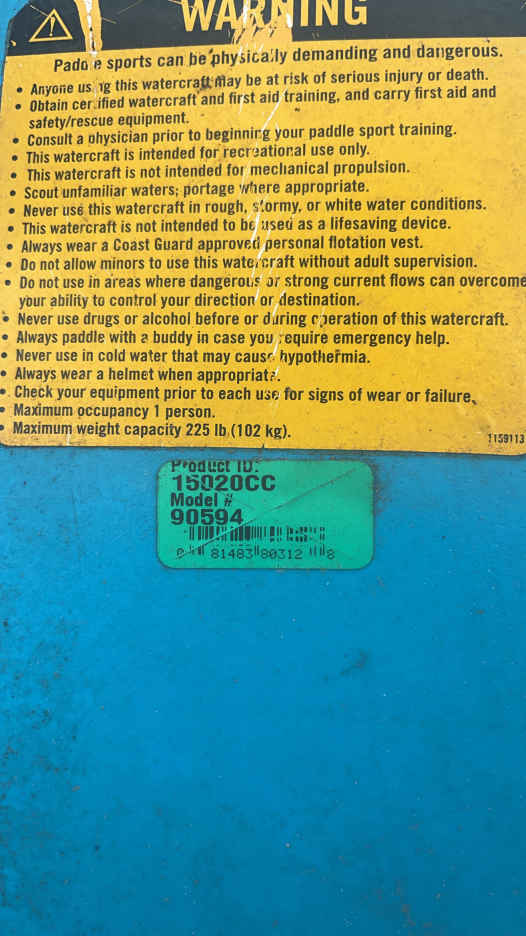 WARNING
Paddle sports can be physically demanding and dangerous.
• Anyone using this watercraft may be at risk of serious injury or death.
• Obtain certified watercraft and first aid training, and carry first aid and
safety/rescue equipment.
• Consult a physician prior to beginning your paddle sport training.
• This watercraft is intended for recreational use only.
• This watercraft is not intended for mechanical propulsion.
• Scout unfamiliar waters; portage where appropriate.
• Never use this watercraft in rough, stormy, or white water conditions.
• This watercraft is not intended to be used as a lifesaving device.
• Always wear a Coast Guard approved personal flotation vest.
• Do not allow minors to use this watercraft without adult supervision.
• Do not use in areas where dangerous or strong current flows can overcome
your ability to control your direction or destination.
• Never use drugs or alcohol before or during operation of this watercraft.
• Always paddle with a buddy in case you require emergency help.
• Never use in cold water that may cause hypothermia.
• Always wear a helmet when appropriate.
• Check your equipment prior to each use for signs of wear or failure.
• Maximum occupancy 1 person.
• Maximum weight capacity 225 lb (102 kg).
1159113
Product ID:
15020CC
Model #
90594
0 81483 80312 8